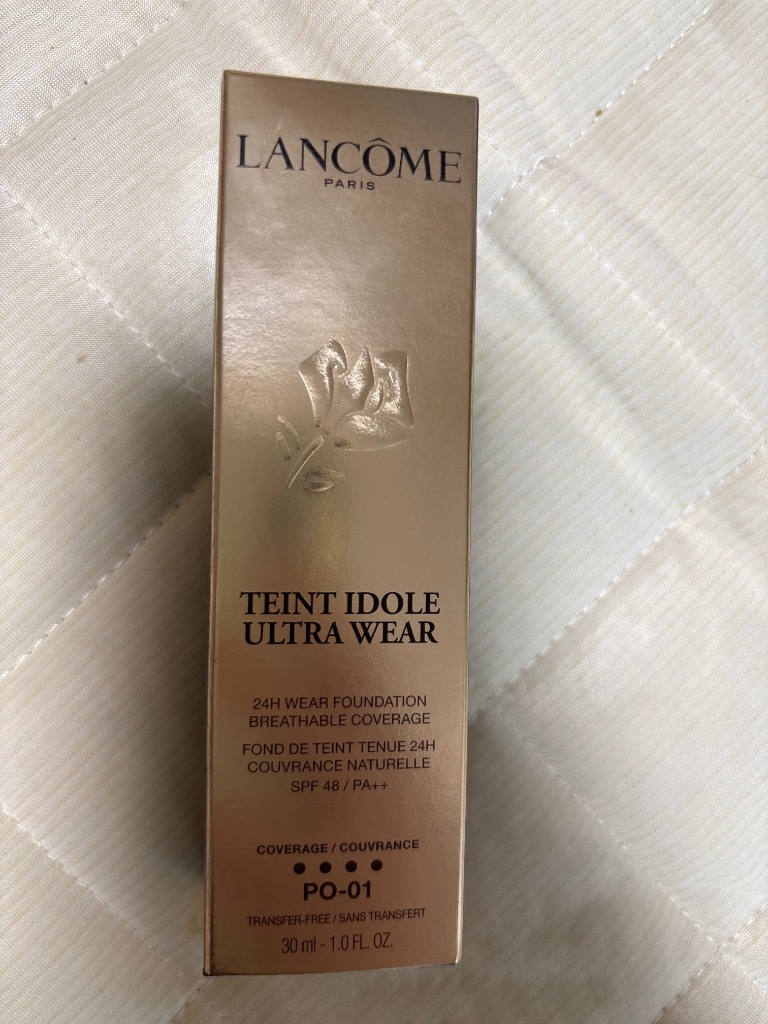 LANCÔME
PARIS
TEINT IDOLE
ULTRA WEAR
24H WEAR FOUNDATION
BREATHABLE COVERAGE
FOND DE TEINT TENUE 24H
COUVRANCE NATURELLE
SPF 48 / PA++
COVERAGE / COUVRANCE
● ● ● ●
PO-01
TRANSFER-FREE / SANS TRANSFERT
30 ml - 1.0 FL. OZ.